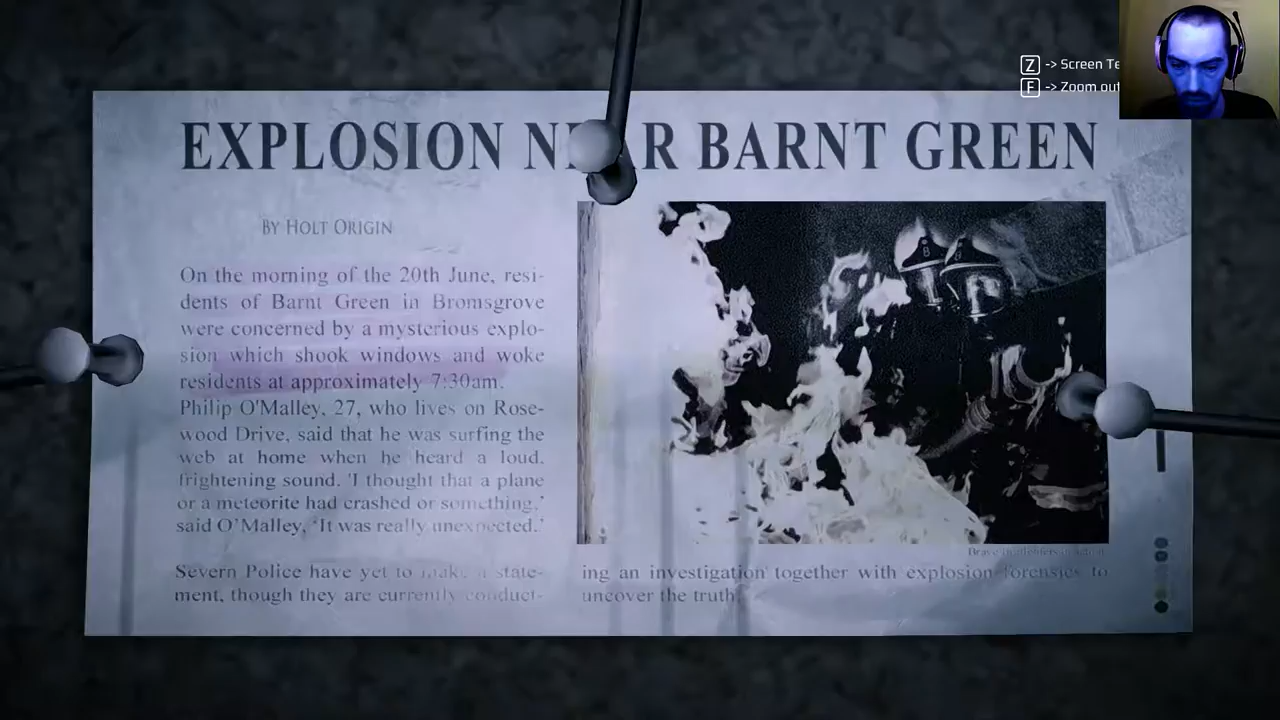 Z -> Screen Te
F -> Zoom out
EXPLOSION NEAR BARNT GREEN
BY HOLT ORIGIN
On the morning of the 20th June, resi-
dents of Barnt Green in Bromsgrove
were concerned by a mysterious explo-
sion which shook windows and woke
residents at approximately 7:30am.
Philip O'Malley, 27, who lives on Rose-
wood Drive, said that he was surfing the
web at home when he heard a loud,
frightening sound. 'I thought that a plane
or a meteorite had crashed or something,'
said O'Malley, 'It was really unexpected.'
Severn Police have yet to make a state-
ment, though they are currently conduct-
8 8
Brave firefighters
ing an investigation together with explosion forensics to
uncover the truth.